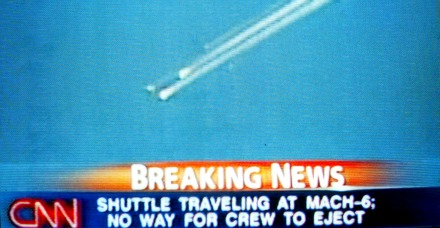 BREAKING NEWS
CNN
SHUTTLE TRAVELING AT MACH-6;
NO WAY FOR CREW TO EJECT